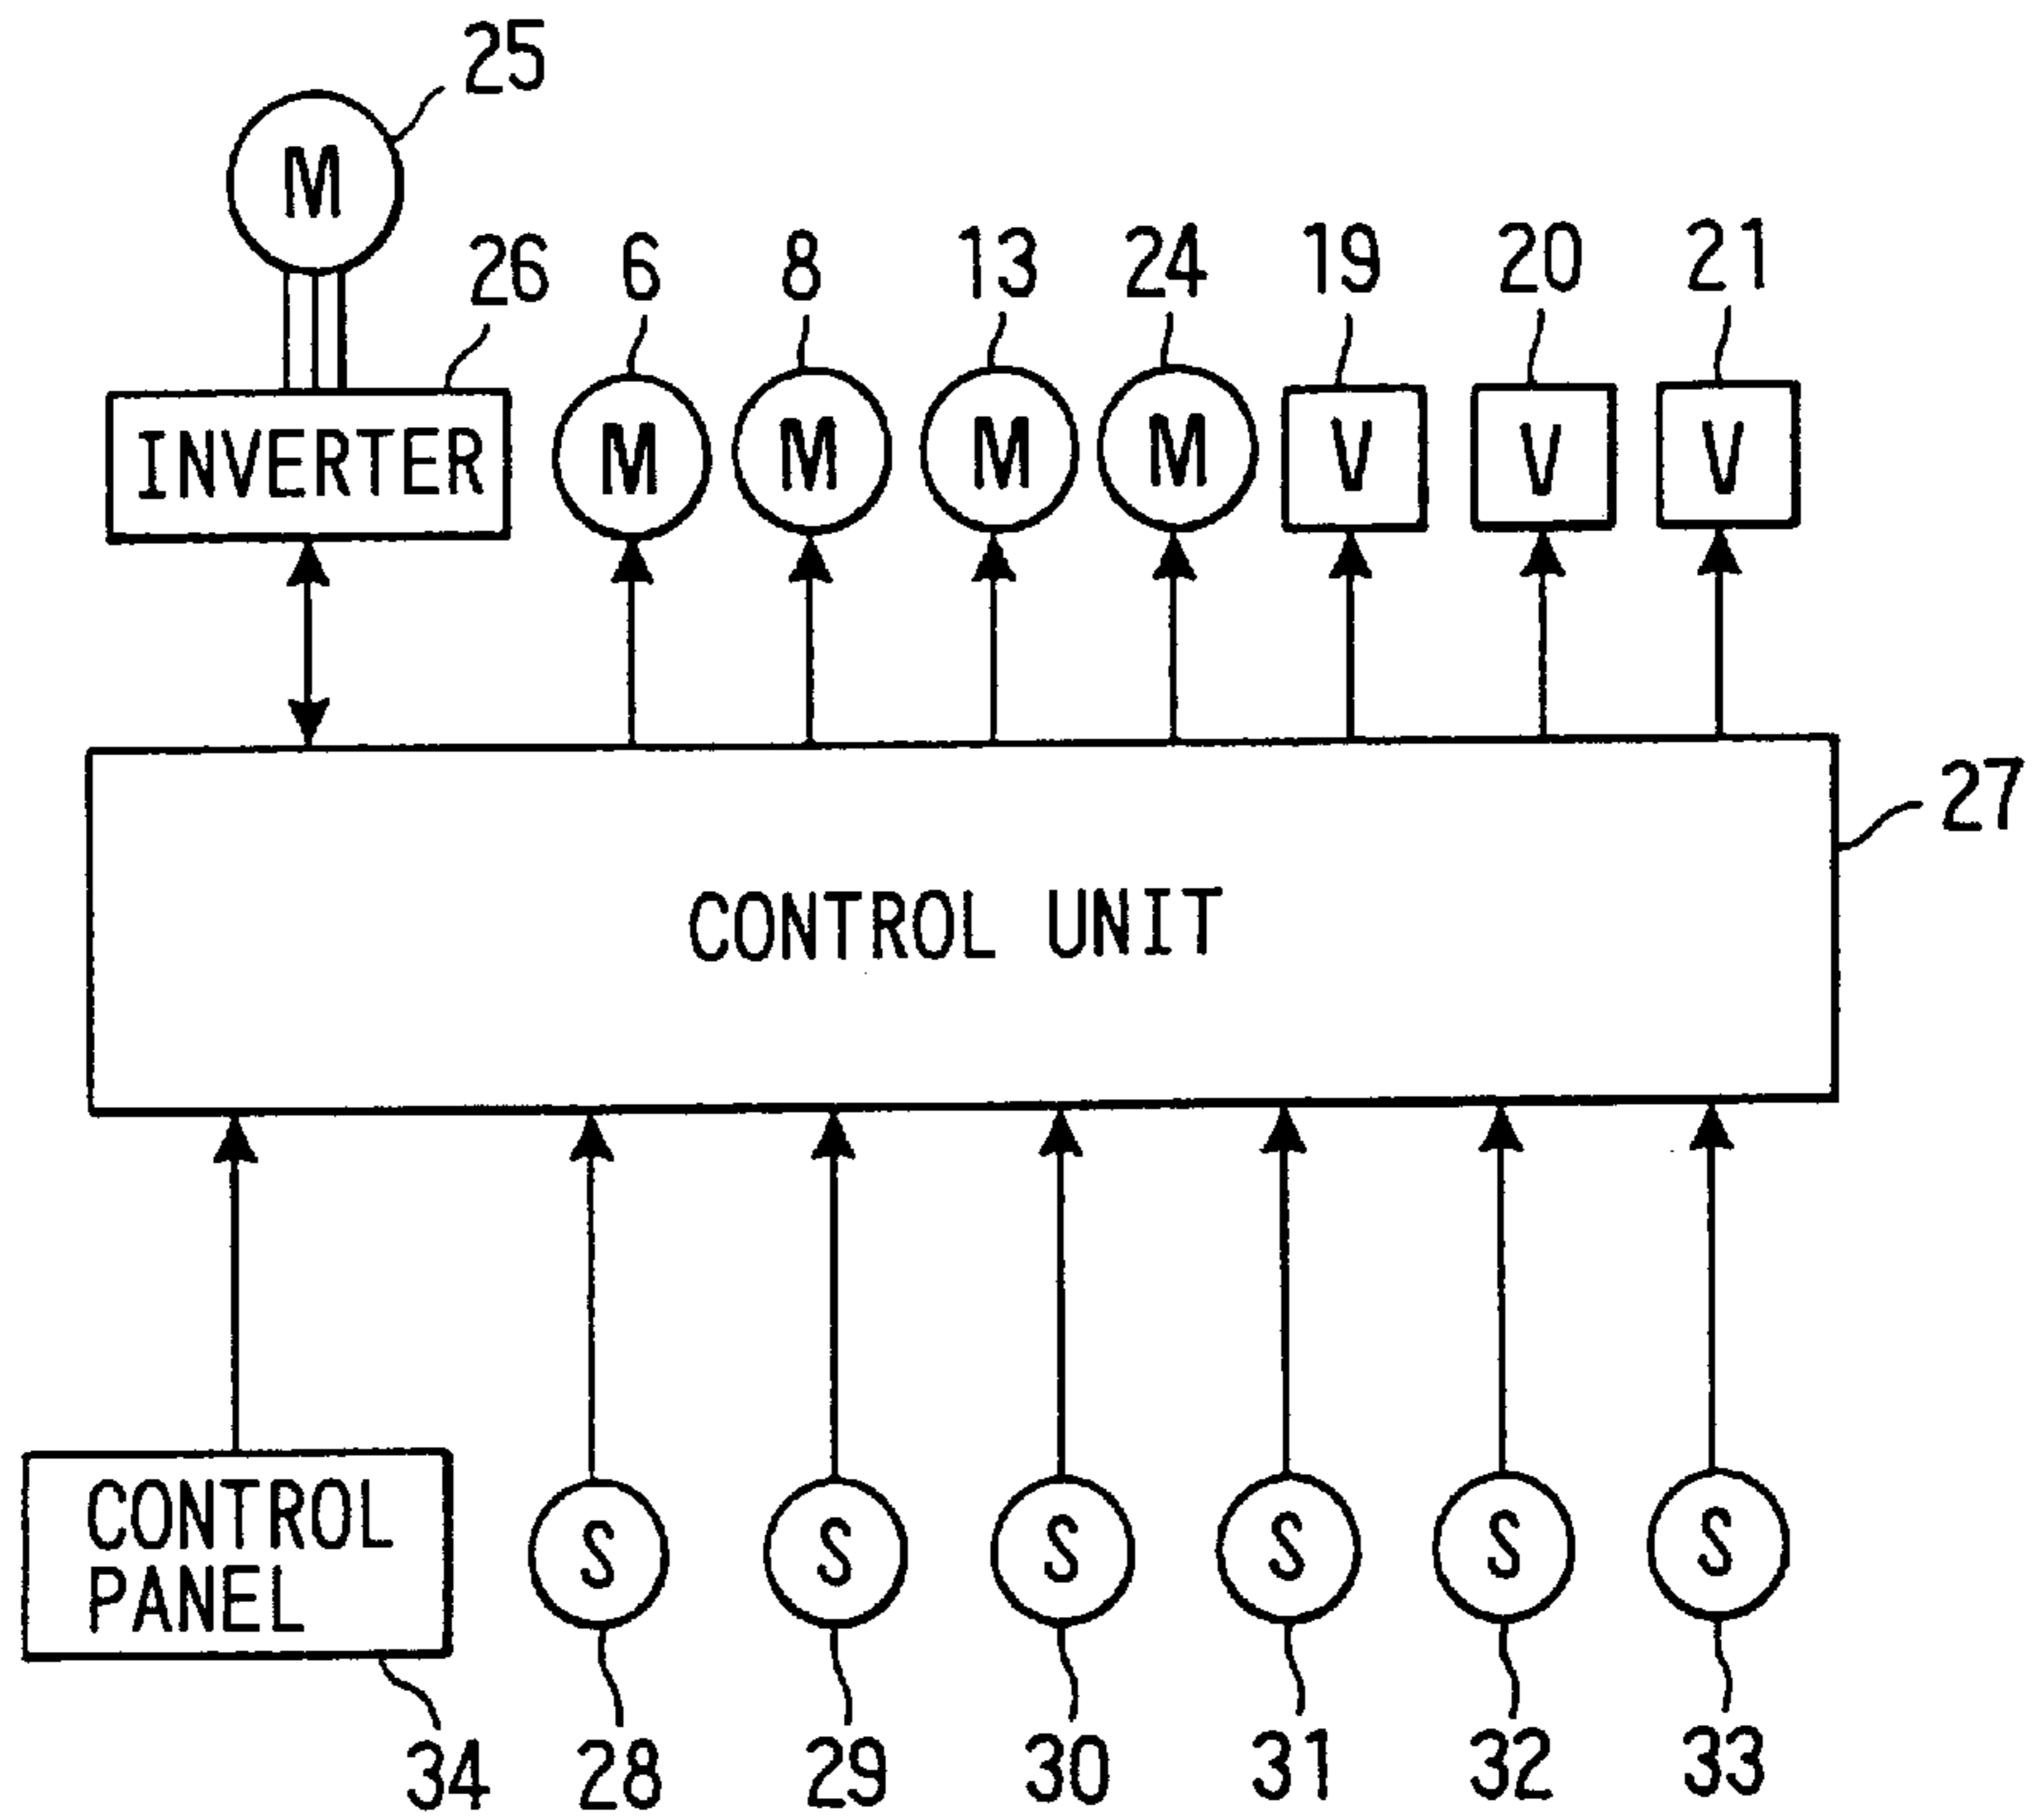 25
M
26 6 8 13 24 19 20 21
INVERTER M M M M V V V
27
CONTROL UNIT
CONTROL
PANEL
S S S S S S
34 28 29 30 31 32 33